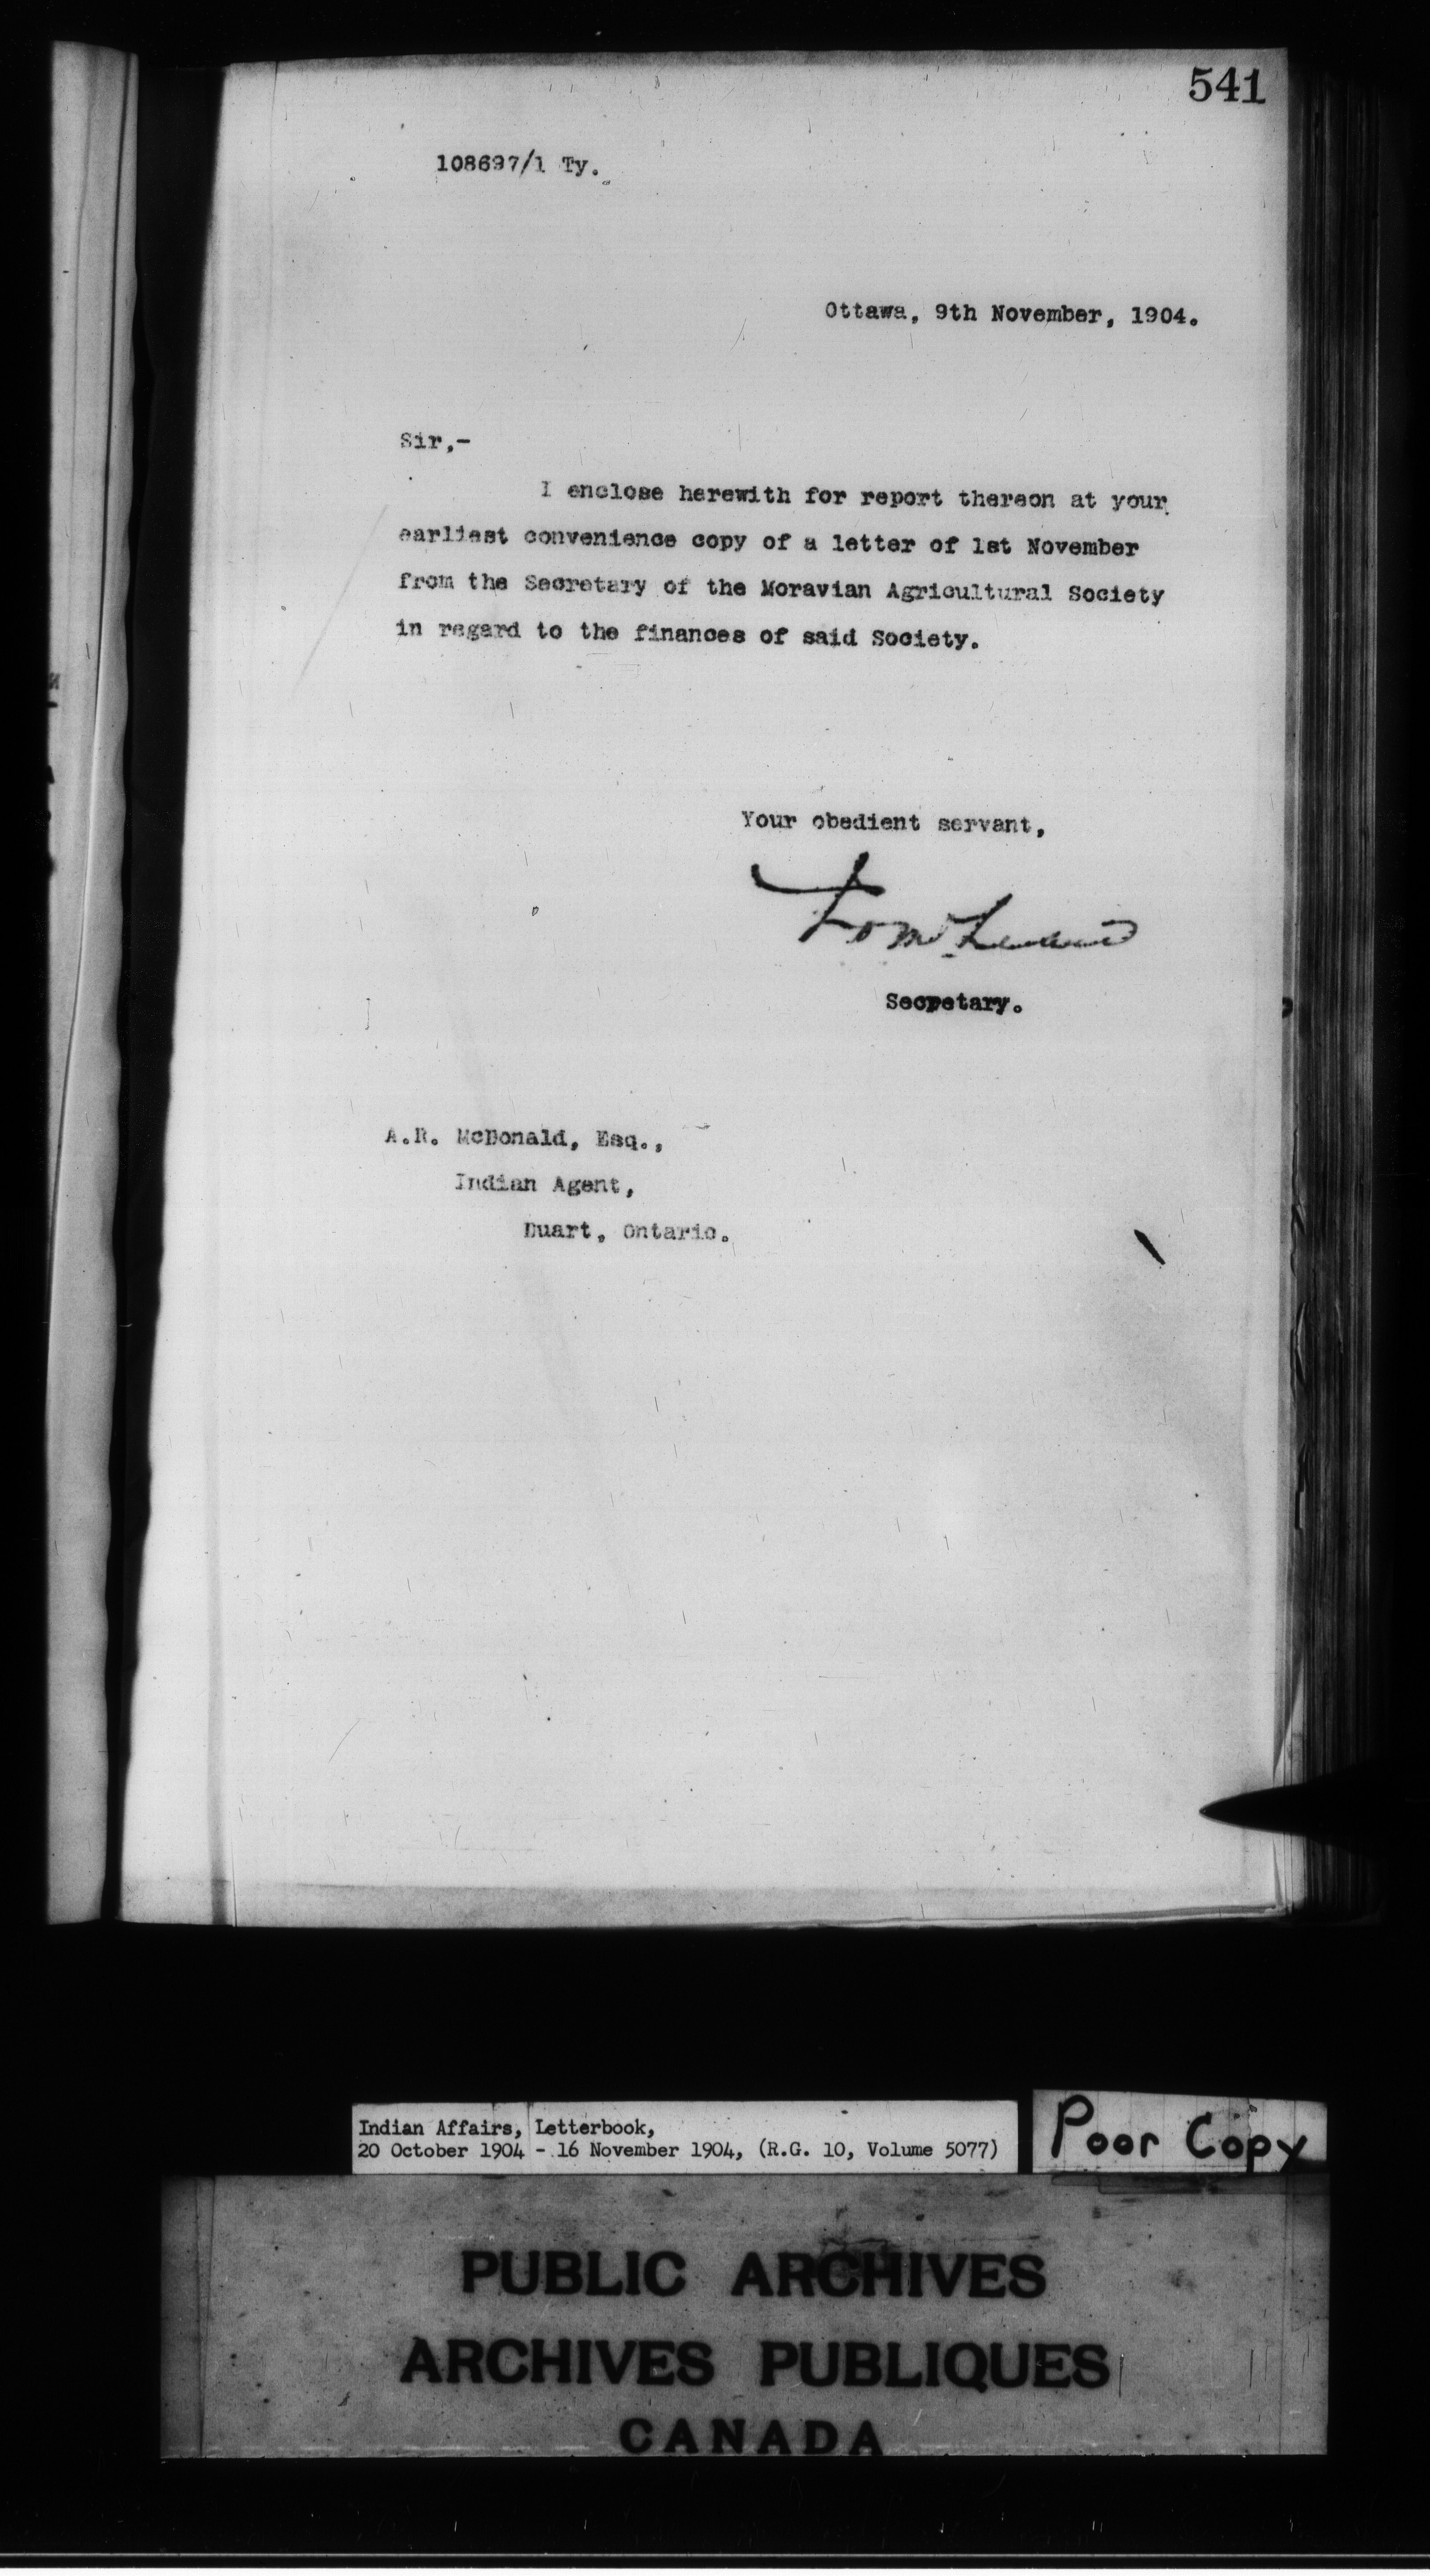 541
108697/1 Ty.
Ottawa, 9th November, 1904.
Sir,-
I enclose herewith for report thereon at your
earliest convenience copy of a letter of 1st November
from the Secretary of the Moravian Agricultural Society
in regard to the finances of said Society.
Your obedient servant,
Secretary.
A.R. McDonald, Esq.,
Indian Agent,
Duart, Ontario.
Indian Affairs, Letterbook,
20 October 1904 - 16 November 1904, (R.G. 10, Volume 5077)
Poor Copy
PUBLIC ARCHIVES
ARCHIVES PUBLIQUES
CANADA